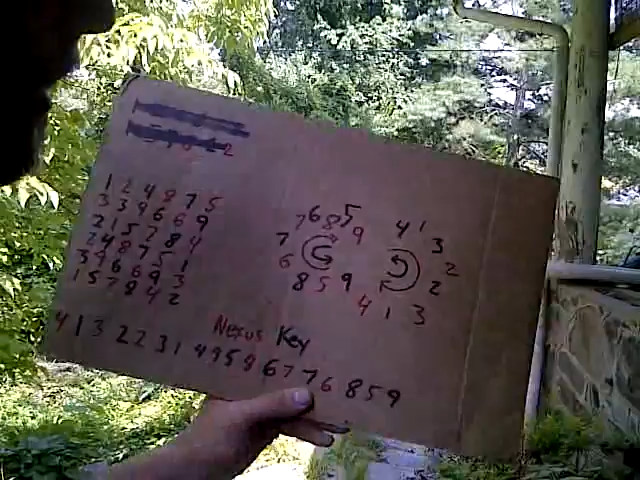 2
1 2 4 8 7 5
3 3 9 6 6 9
2 1 5 7 8 4
2 4 8 7 5 1
3 9 6 6 9 3
1 5 7 8 4 2
7 6 8 5 9
7 6 8 5 9
4 1 3 2 2
4 1 3
Nexus Key
4 1 3 2 2 3 1 4 9 5 8 6 7 7 6 8 5 9